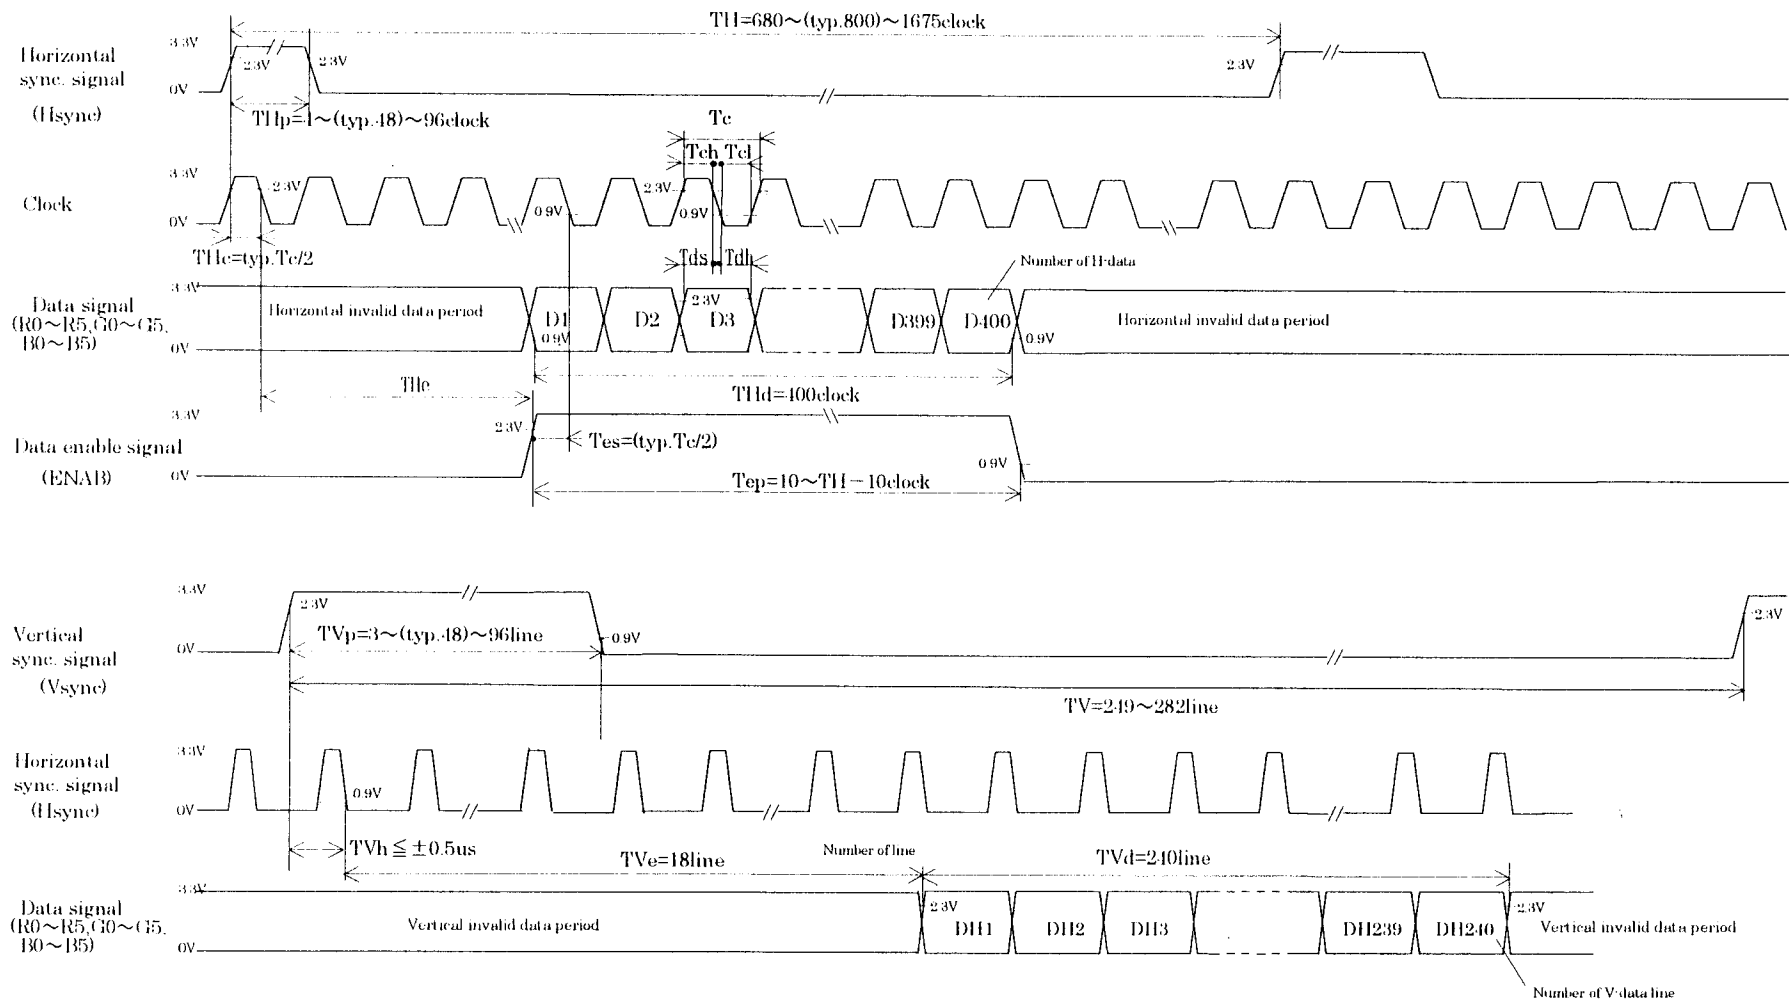 TH=680～(typ.800)～1675clock
Horizontal
sync. signal
(Hsync)
3.3V
2.3V
2.3V
2.3V
0V
THp=4～(typ.48)～96clock
Tc
Tch Tcl
Clock
3.3V
2.3V
2.3V
0.9V
0.9V
0V
THc=typ.Tc/2
Tds Tdh
Number of H-data
Data signal
(R0～R5,G0～G5,
B0～B5)
3.3V
0V
Horizontal invalid data period
D1
0.9V
D2
2.3V
D3
D399
D400
0.9V
Horizontal invalid data period
THe
THd=400clock
Data enable signal
(ENAB)
3.3V
2.3V
0V
Tes=(typ.Tc/2)
0.9V
Tep=10～TH－10clock
Vertical
sync. signal
(Vsync)
3.3V
2.3V
0V
TVp=3～(typ.48)～96line
0.9V
2.3V
TV=249～282line
Horizontal
sync. signal
(Hsync)
3.3V
0.9V
0V
TVh≦±0.5us
TVe=18line
Number of line
TVd=240line
Data signal
(R0～R5,G0～G5,
B0～B5)
3.3V
0V
Vertical invalid data period
2.3V
DH1
DH2
DH3
DH239
DH240
2.3V
Vertical invalid data period
Number of V-data line